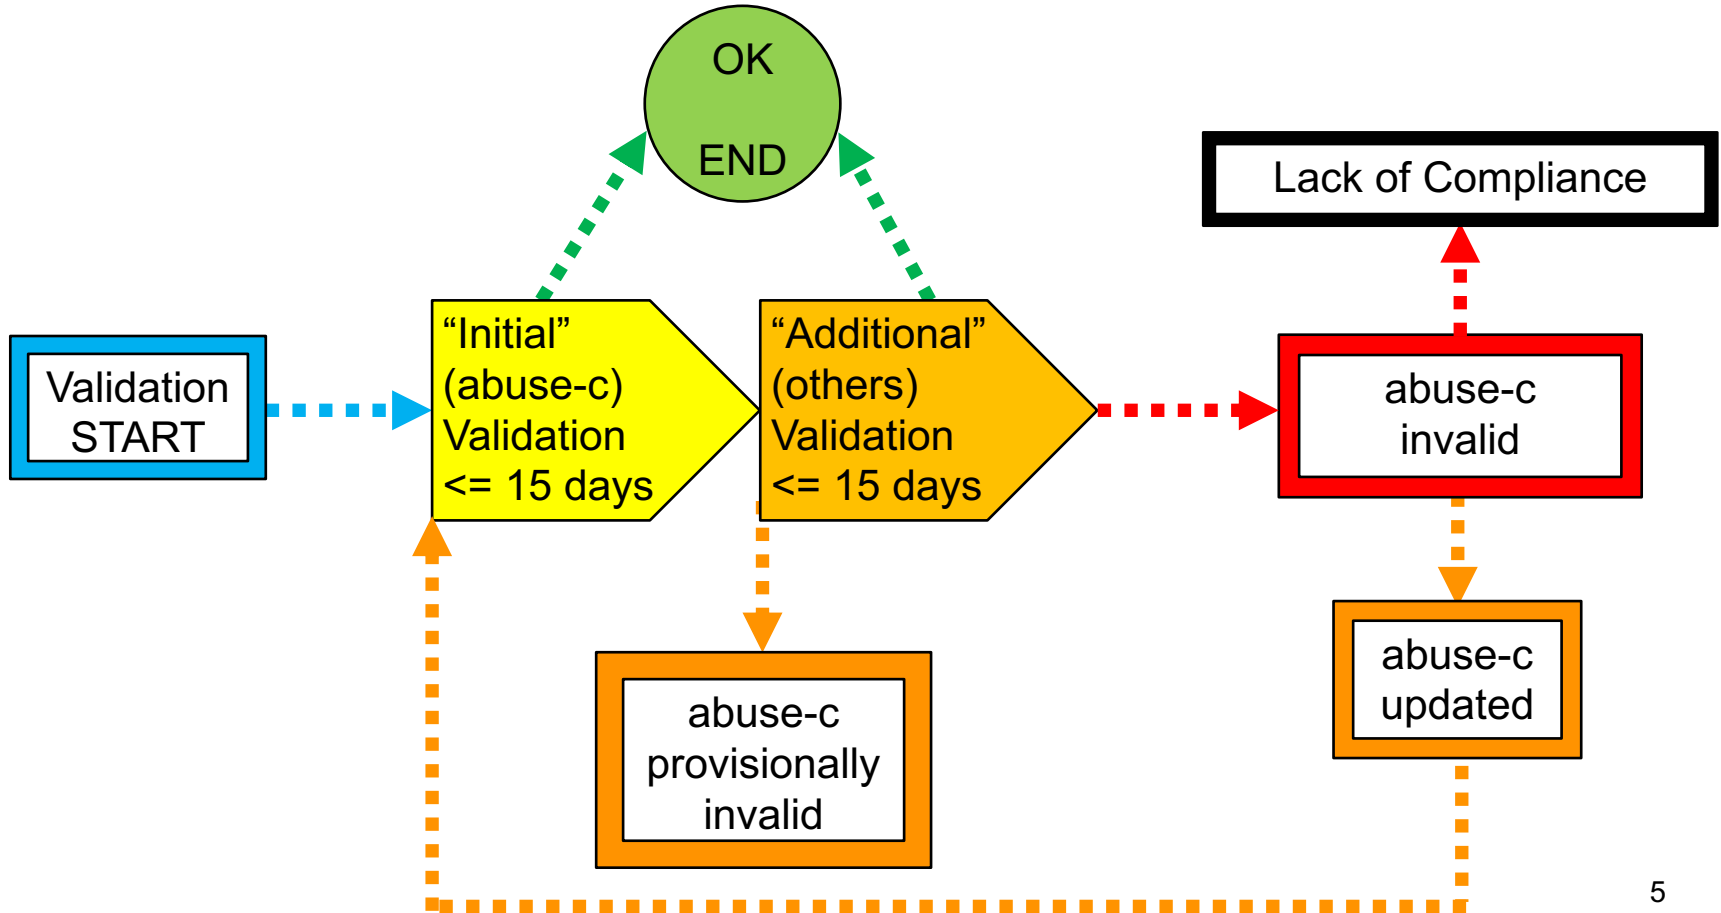 OK
END
Lack of Compliance
Validation
START
“Initial”
(abuse-c)
Validation
<= 15 days
“Additional”
(others)
Validation
<= 15 days
abuse-c
invalid
abuse-c
provisionally
invalid
abuse-c
updated
5